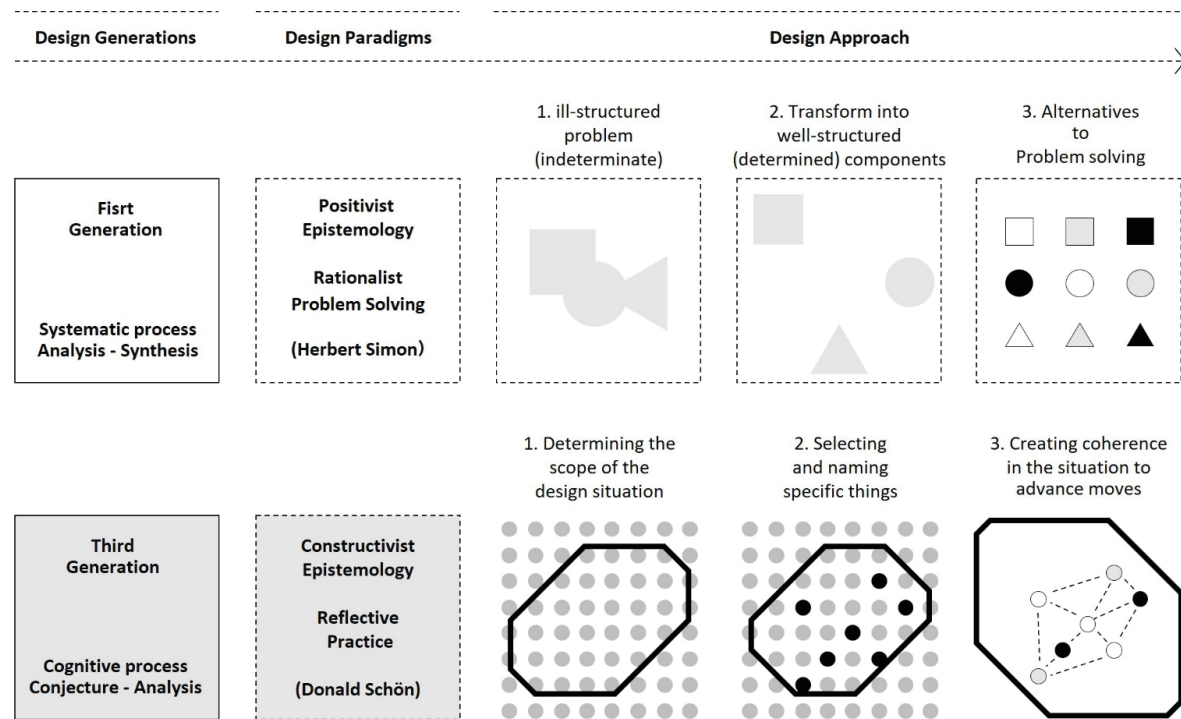 Design Generations
Design Paradigms
Design Approach
1. ill-structured
problem
(indeterminate)
2. Transform into
well-structured
(determined) components
3. Alternatives
to
Problem solving
Fisrt
Generation
Systematic process
Analysis - Synthesis
Positivist
Epistemology
Rationalist
Problem Solving
(Herbert Simon)
1. Determining the
scope of the
design situation
2. Selecting
and naming
specific things
3. Creating coherence
in the situation to
advance moves
Third
Generation
Cognitive process
Conjecture - Analysis
Constructivist
Epistemology
Reflective
Practice
(Donald Schön)